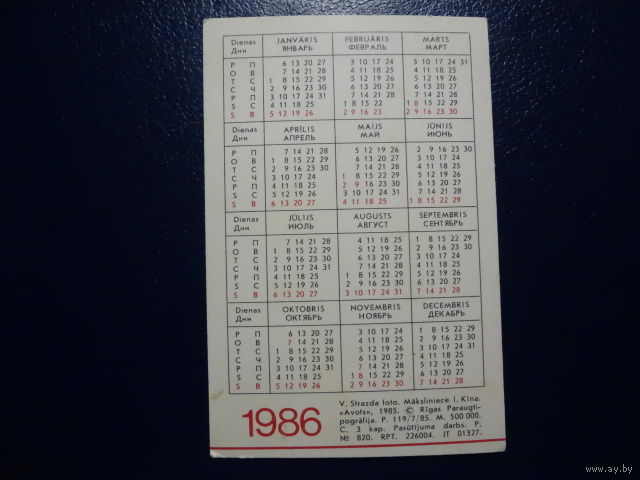 Dienas JANVĀRIS FEBRUĀRIS MARTS
Дни ЯНВАРЬ ФЕВРАЛЬ МАРТ
P П 6 13 20 27 3 10 17 24 3 10 17 24 31
O В 7 14 21 28 4 11 18 25 4 11 18 25
T С 1 8 15 22 29 5 12 19 26 5 12 19 26
C Ч 2 9 16 23 30 6 13 20 27 6 13 20 27
P П 3 10 17 24 31 7 14 21 28 7 14 21 28
S С 4 11 18 25 1 8 15 22 1 8 15 22 29
S В 5 12 19 26 2 9 16 23 2 9 16 23 30
Dienas APRĪLIS MAIJS JŪNIJS
Дни АПРЕЛЬ МАЙ ИЮНЬ
P П 7 14 21 28 5 12 19 26 2 9 16 23 30
O В 1 8 15 22 29 6 13 20 27 3 10 17 24
T С 2 9 16 23 30 7 14 21 28 4 11 18 25
C Ч 3 10 17 24 1 8 15 22 29 5 12 19 26
P П 4 11 18 25 2 9 16 23 30 6 13 20 27
S С 5 12 19 26 3 10 17 24 31 7 14 21 28
S В 6 13 20 27 4 11 18 25 1 8 15 22 29
Dienas JŪLIJS AUGUSTS SEPTEMBRIS
Дни ИЮЛЬ АВГУСТ СЕНТЯБРЬ
P П 7 14 21 28 4 11 18 25 1 8 15 22 29
O В 1 8 15 22 29 5 12 19 26 2 9 16 23 30
T С 2 9 16 23 30 6 13 20 27 3 10 17 24
C Ч 3 10 17 24 31 7 14 21 28 4 11 18 25
P П 4 11 18 25 1 8 15 22 29 5 12 19 26
S С 5 12 19 26 2 9 16 23 30 6 13 20 27
S В 6 13 20 27 3 10 17 24 31 7 14 21 28
Dienas OKTOBRIS NOVEMBRIS DECEMBRIS
Дни ОКТЯБРЬ НОЯБРЬ ДЕКАБРЬ
P П 6 13 20 27 3 10 17 24 1 8 15 22 29
O В 7 14 21 28 4 11 18 25 2 9 16 23 30
T С 1 8 15 22 29 5 12 19 26 3 10 17 24 31
C Ч 2 9 16 23 30 6 13 20 27 4 11 18 25
P П 3 10 17 24 31 7 14 21 28 5 12 19 26
S С 4 11 18 25 1 8 15 22 29 6 13 20 27
S В 5 12 19 26 2 9 16 23 30 7 14 21 28
1986
V. Strazda foto. Māksliniece I. Kina.
«Avots», 1985. © Rīgas Paraugti-
pogrāfija. P. 119/7/85. M. 500 000.
C. 3 kap. Pasūtījuma darbs. P.
№ 820. RPT. 226004. JT 01327.
www.ay.by